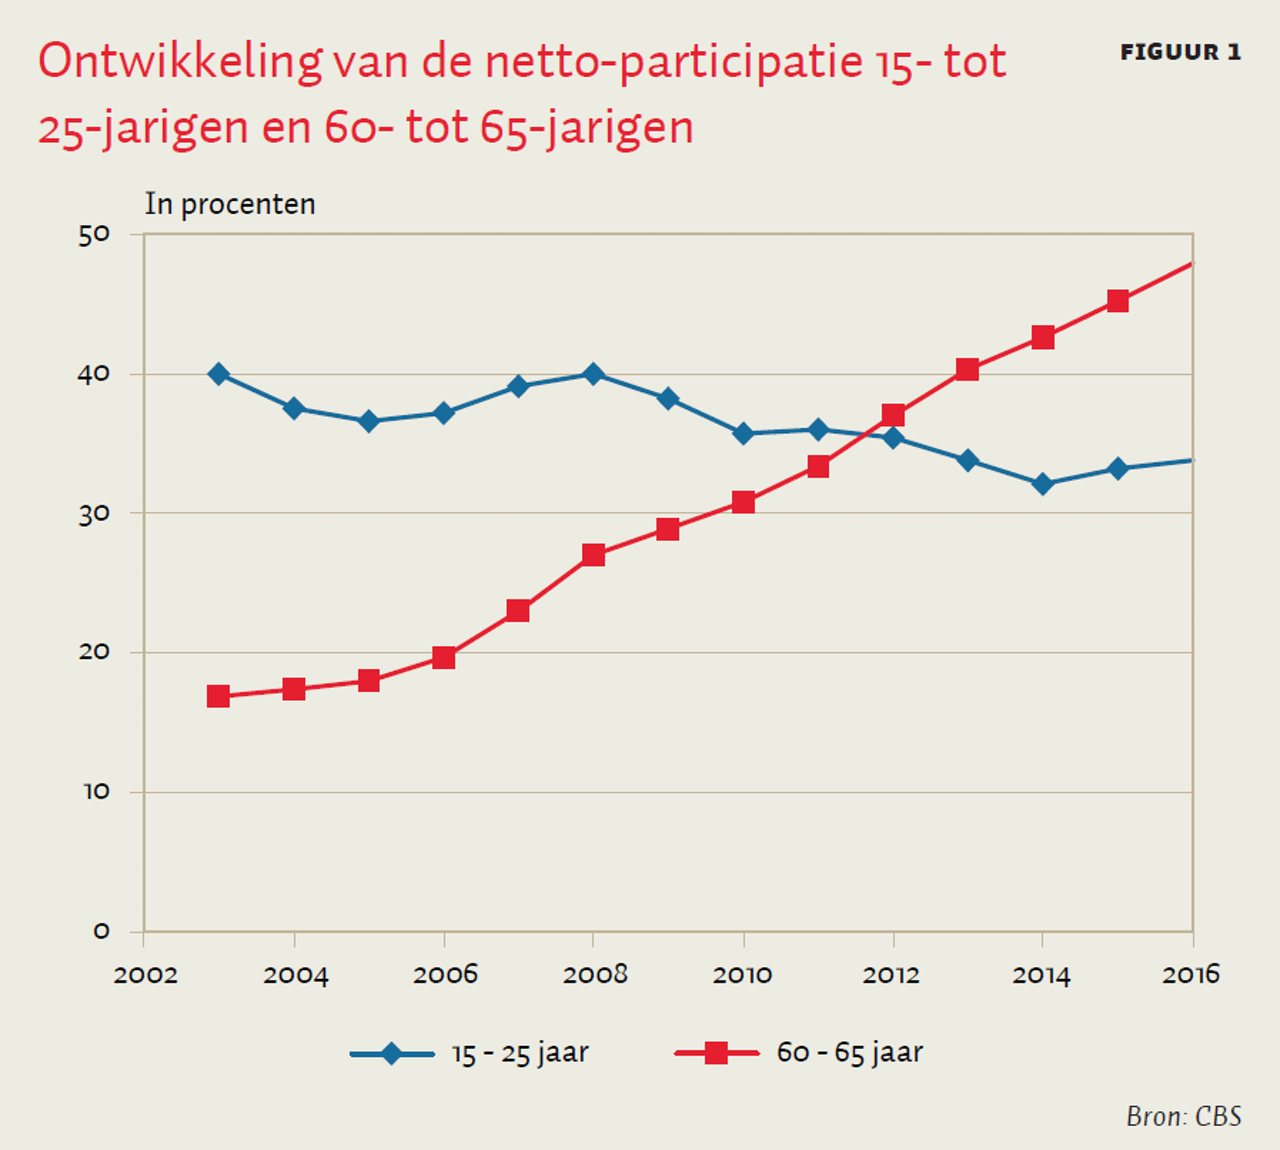 Ontwikkeling van de netto-participatie 15- tot
25-jarigen en 60- tot 65-jarigen
FIGUUR 1
In procenten
50
40
30
20
10
0
2002 2004 2006 2008 2010 2012 2014 2016
15 - 25 jaar 60 - 65 jaar
Bron: CBS